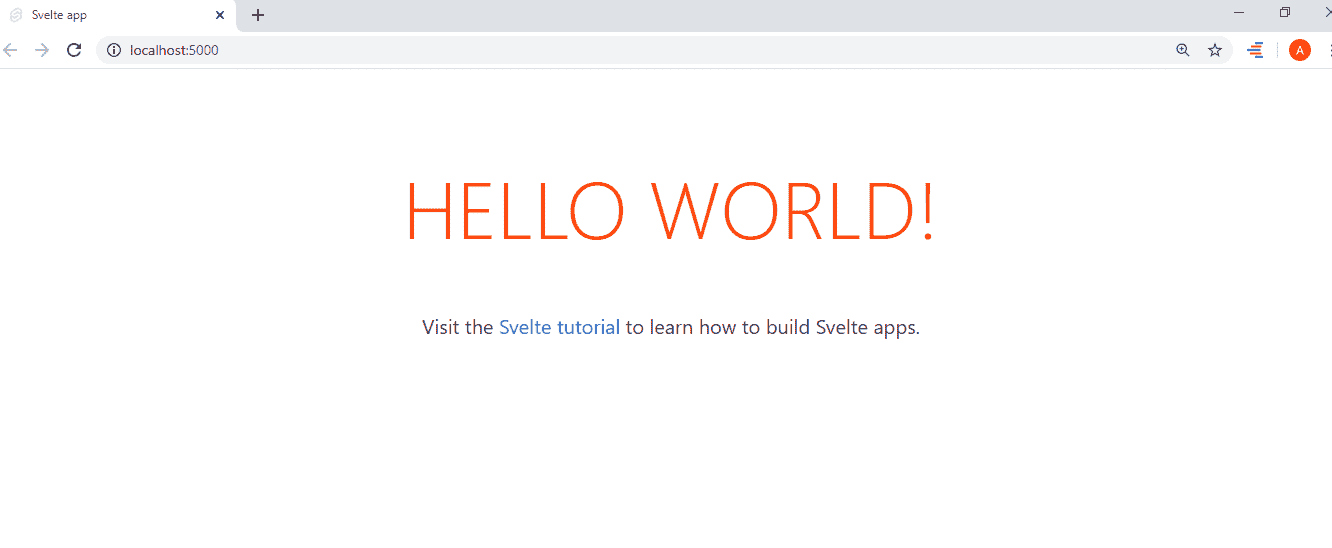 Svelte app
localhost:5000
A
HELLO WORLD!
Visit the Svelte tutorial to learn how to build Svelte apps.